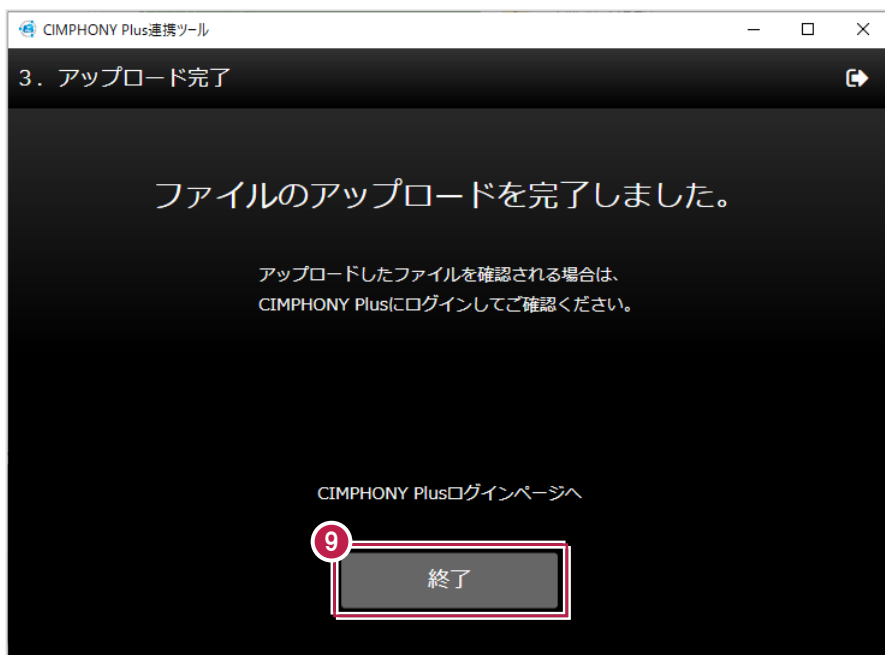 CIMPHONY Plus連携ツール
3．アップロード完了
ファイルのアップロードを完了しました。
アップロードしたファイルを確認される場合は、
CIMPHONY Plusにログインしてご確認ください。
CIMPHONY Plusログインページへ
9
終了